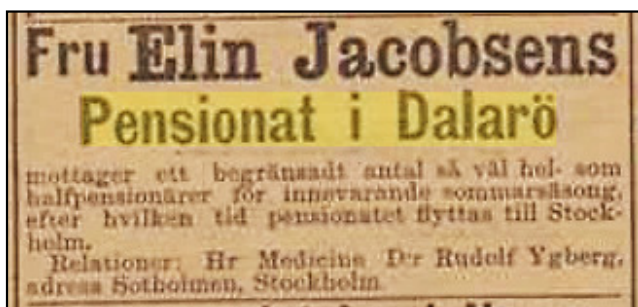 Fru Elin Jacobsens
Pensionat i Dalarö
mottager ett begränsadt antal så väl hel- som
halfpensionärer för innevarande sommarsäsong,
efter hvilken tid pensionatet flyttas till Stock-
holm.
Relationer: Hr Medicine D:r Rudolf Ygberg,
adress Sotholmen, Stockholm